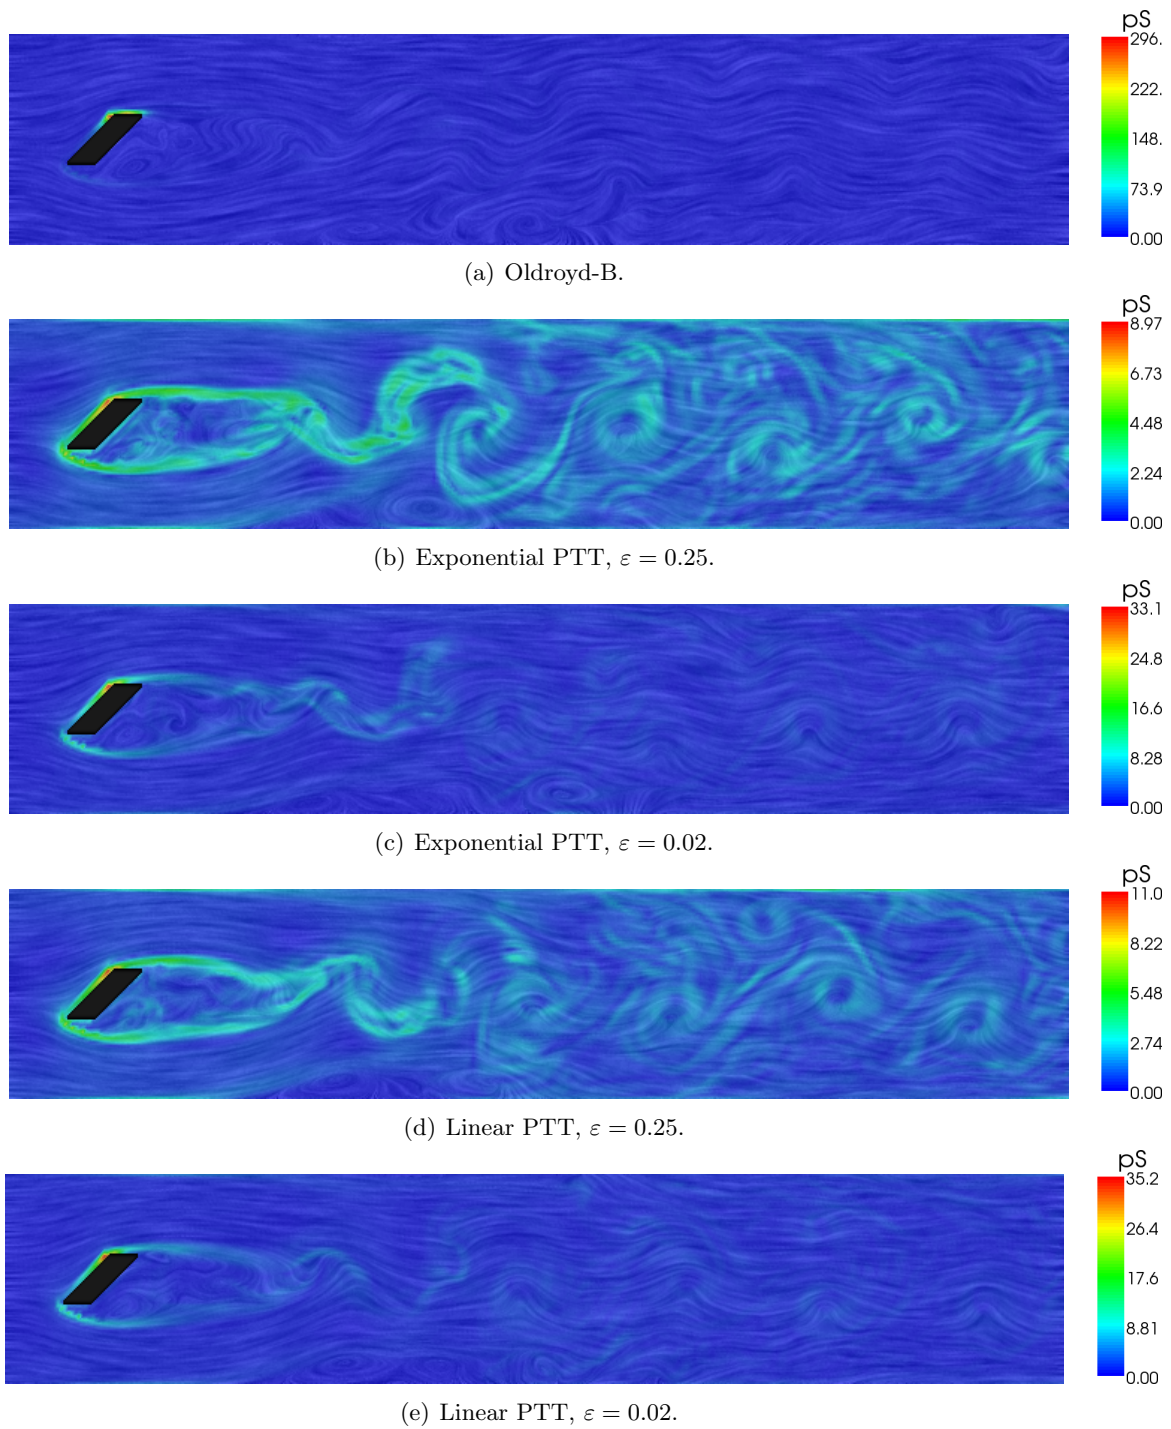 pS
296.
222.
148.
73.9
0.00
(a) Oldroyd-B.
pS
8.97
6.73
4.48
2.24
0.00
(b) Exponential PTT, ε = 0.25.
pS
33.1
24.8
16.6
8.28
0.00
(c) Exponential PTT, ε = 0.02.
pS
11.0
8.22
5.48
2.74
0.00
(d) Linear PTT, ε = 0.25.
pS
35.2
26.4
17.6
8.81
0.00
(e) Linear PTT, ε = 0.02.